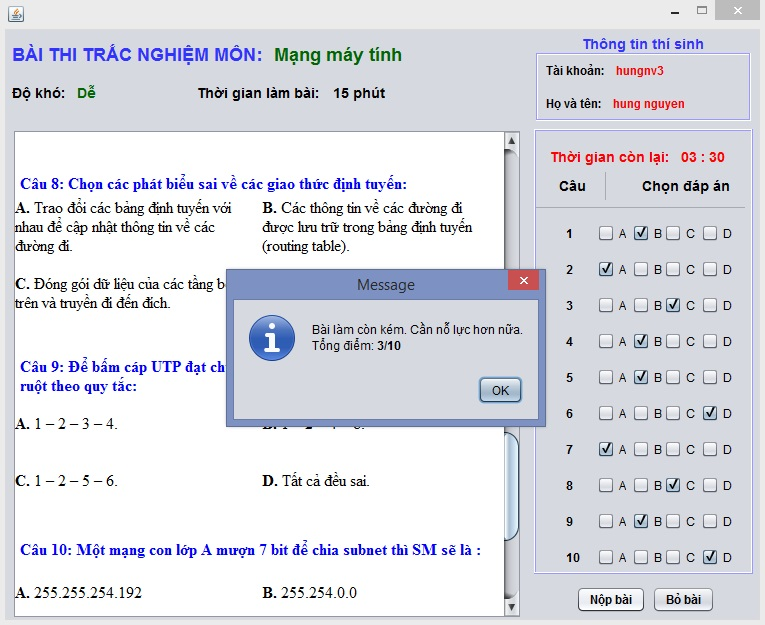 BÀI THI TRẮC NGHIỆM MÔN: Mạng máy tính
Độ khó: Dễ Thời gian làm bài: 15 phút
Thông tin thí sinh
Tài khoản: hungnv3
Họ và tên: hung nguyen
Câu 8: Chọn các phát biểu sai về các giao thức định tuyến:
A. Trao đổi các bảng định tuyến với
nhau để cập nhật thông tin về các
đường đi.
B. Các thông tin về các đường đi
được lưu trữ trong bảng định tuyến
(routing table).
C. Đóng gói dữ liệu của các tầng
trên và truyền đi đến đích.
Câu 9: Để bấm cáp UTP đạt
ruột theo quy tắc:
A. 1 – 2 – 3 – 4.
C. 1 – 2 – 5 – 6.
D. Tất cả đều sai.
Câu 10: Một mạng con lớp A mượn 7 bit để chia subnet thì SM sẽ là :
A. 255.255.254.192
B. 255.254.0.0
Message
Bài làm còn kém. Cần nỗ lực hơn nữa.
Tổng điểm: 3/10
OK
Thời gian còn lại: 03 : 30
Câu Chọn đáp án
1 A B C D
2 A B C D
3 A B C D
4 A B C D
5 A B C D
6 A B C D
7 A B C D
8 A B C D
9 A B C D
10 A B C D
Nộp bài Bỏ bài